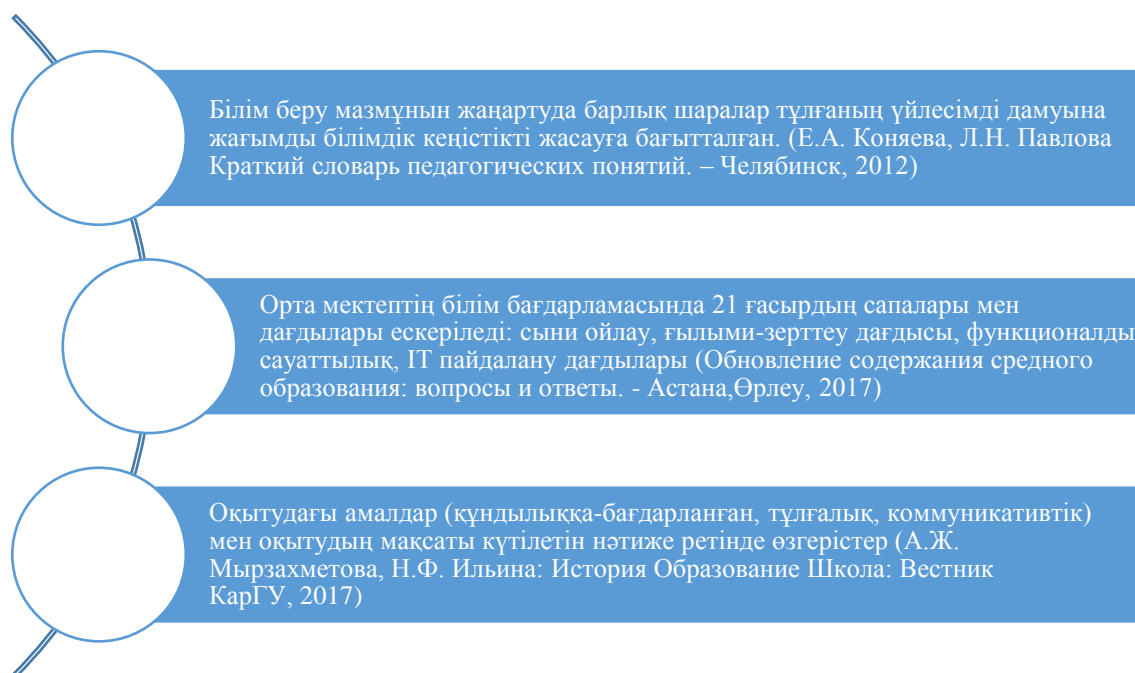 Білім беру мазмұнын жаңартуда барлық шаралар тұлғаның үйлесімді дамуына
жағымды білімдік кеңістікті жасауға бағытталған. (Е.А. Коняева, Л.Н. Павлова
Краткий словарь педагогических понятий. – Челябинск, 2012)
Орта мектептің білім бағдарламасында 21 ғасырдың сапалары мен
дағдылары ескеріледі: сыни ойлау, ғылыми-зерттеу дағдысы, функционалды
сауаттылық, IT пайдалану дағдылары (Обновление содержания средного
образования: вопросы и ответы. - Астана,Өрлеу, 2017)
Оқытудағы амалдар (құндылыққа-бағдарланған, тұлғалық, коммуникативтік)
мен оқытудың мақсаты күтілетін нәтиже ретінде өзгерістер (А.Ж.
Мырзахметова, Н.Ф. Ильина: История Образование Школа: Вестник
КарГУ, 2017)